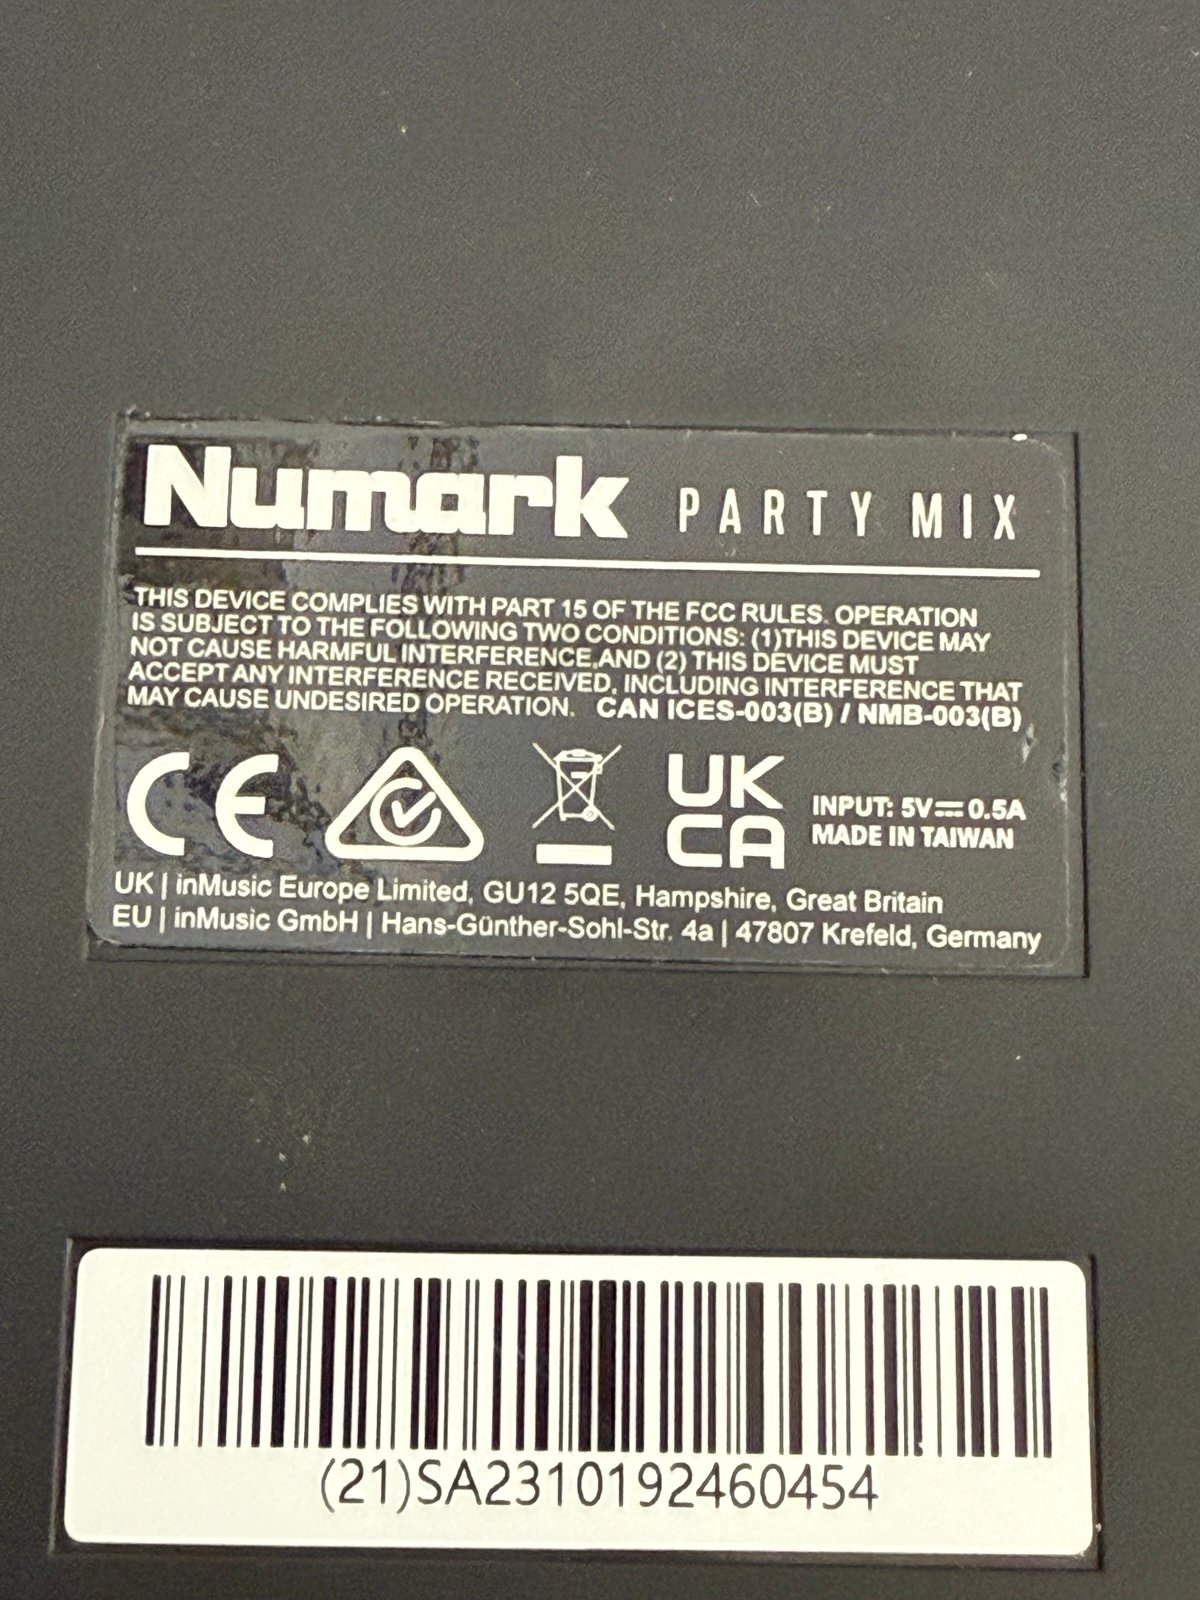 Numark PARTY MIX
THIS DEVICE COMPLIES WITH PART 15 OF THE FCC RULES. OPERATION
IS SUBJECT TO THE FOLLOWING TWO CONDITIONS: (1)THIS DEVICE MAY
NOT CAUSE HARMFUL INTERFERENCE,AND (2) THIS DEVICE MUST
ACCEPT ANY INTERFERENCE RECEIVED, INCLUDING INTERFERENCE THAT
MAY CAUSE UNDESIRED OPERATION. CAN ICES-003(B) / NMB-003(B)
CE
UK
CA
INPUT: 5V⎓0.5A
MADE IN TAIWAN
UK | inMusic Europe Limited, GU12 5QE, Hampshire, Great Britain
EU | inMusic GmbH | Hans-Günther-Sohl-Str. 4a | 47807 Krefeld, Germany
(21)SA2310192460454